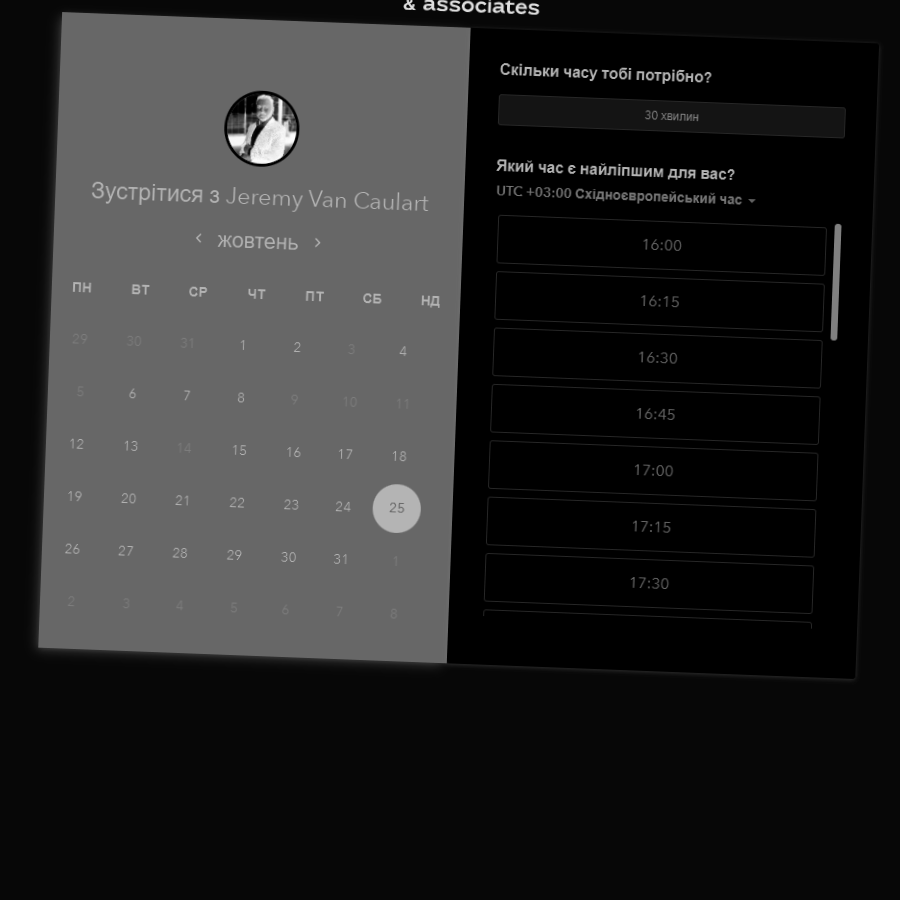 & associates
Зустрітися з Jeremy Van Caulart
жовтень
ПН ВТ СР ЧТ ПТ СБ НД
29 30 31 1 2 3 4
5 6 7 8 9 10 11
12 13 14 15 16 17 18
19 20 21 22 23 24 25
26 27 28 29 30 31 1
2 3 4 5 6 7 8
Скільки часу тобі потрібно?
30 хвилин
Який час є найліпшим для вас?
UTC +03:00 Східноєвропейський час
16:00
16:15
16:30
16:45
17:00
17:15
17:30